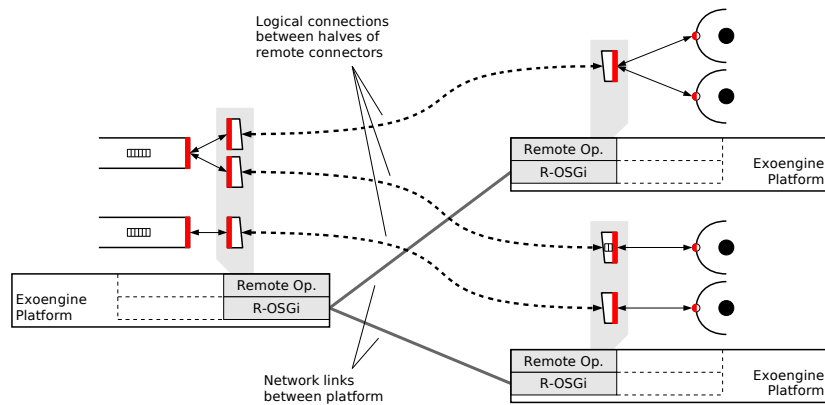 Logical connections
between halves of
remote connectors
Remote Op.
R-OSGi
Exoengine
Platform
Exoengine
Platform
Remote Op.
R-OSGi
Network links
between platform
Remote Op.
R-OSGi
Exoengine
Platform